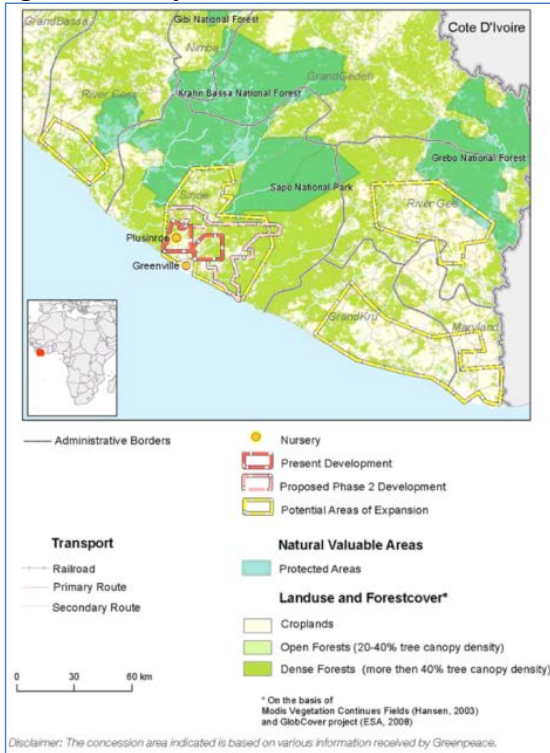 Gibi National Forest
Cote D'Ivoire
GrandBassa
Nimba
GrandGedeh
River Cess
Krahn Bassa National Forest
Grebo National Forest
Sapo National Park
Sinoe
River Gee
Plusinroe
Greenville
GrandKru
Maryland
Administrative Borders
Nursery
Present Development
Proposed Phase 2 Development
Potential Areas of Expansion
Transport
Natural Valuable Areas
Railroad
Protected Areas
Primary Route
Landuse and Forestcover*
Secondary Route
Croplands
Open Forests (20-40% tree canopy density)
0 30 60 km
Dense Forests (more then 40% tree canopy density)
* On the basis of
Modis Vegetation Continues Fields (Hansen, 2003)
and GlobCover project (ESA, 2008)
Disclaimer: The concession area indicated is based on various information received by Greenpeace.